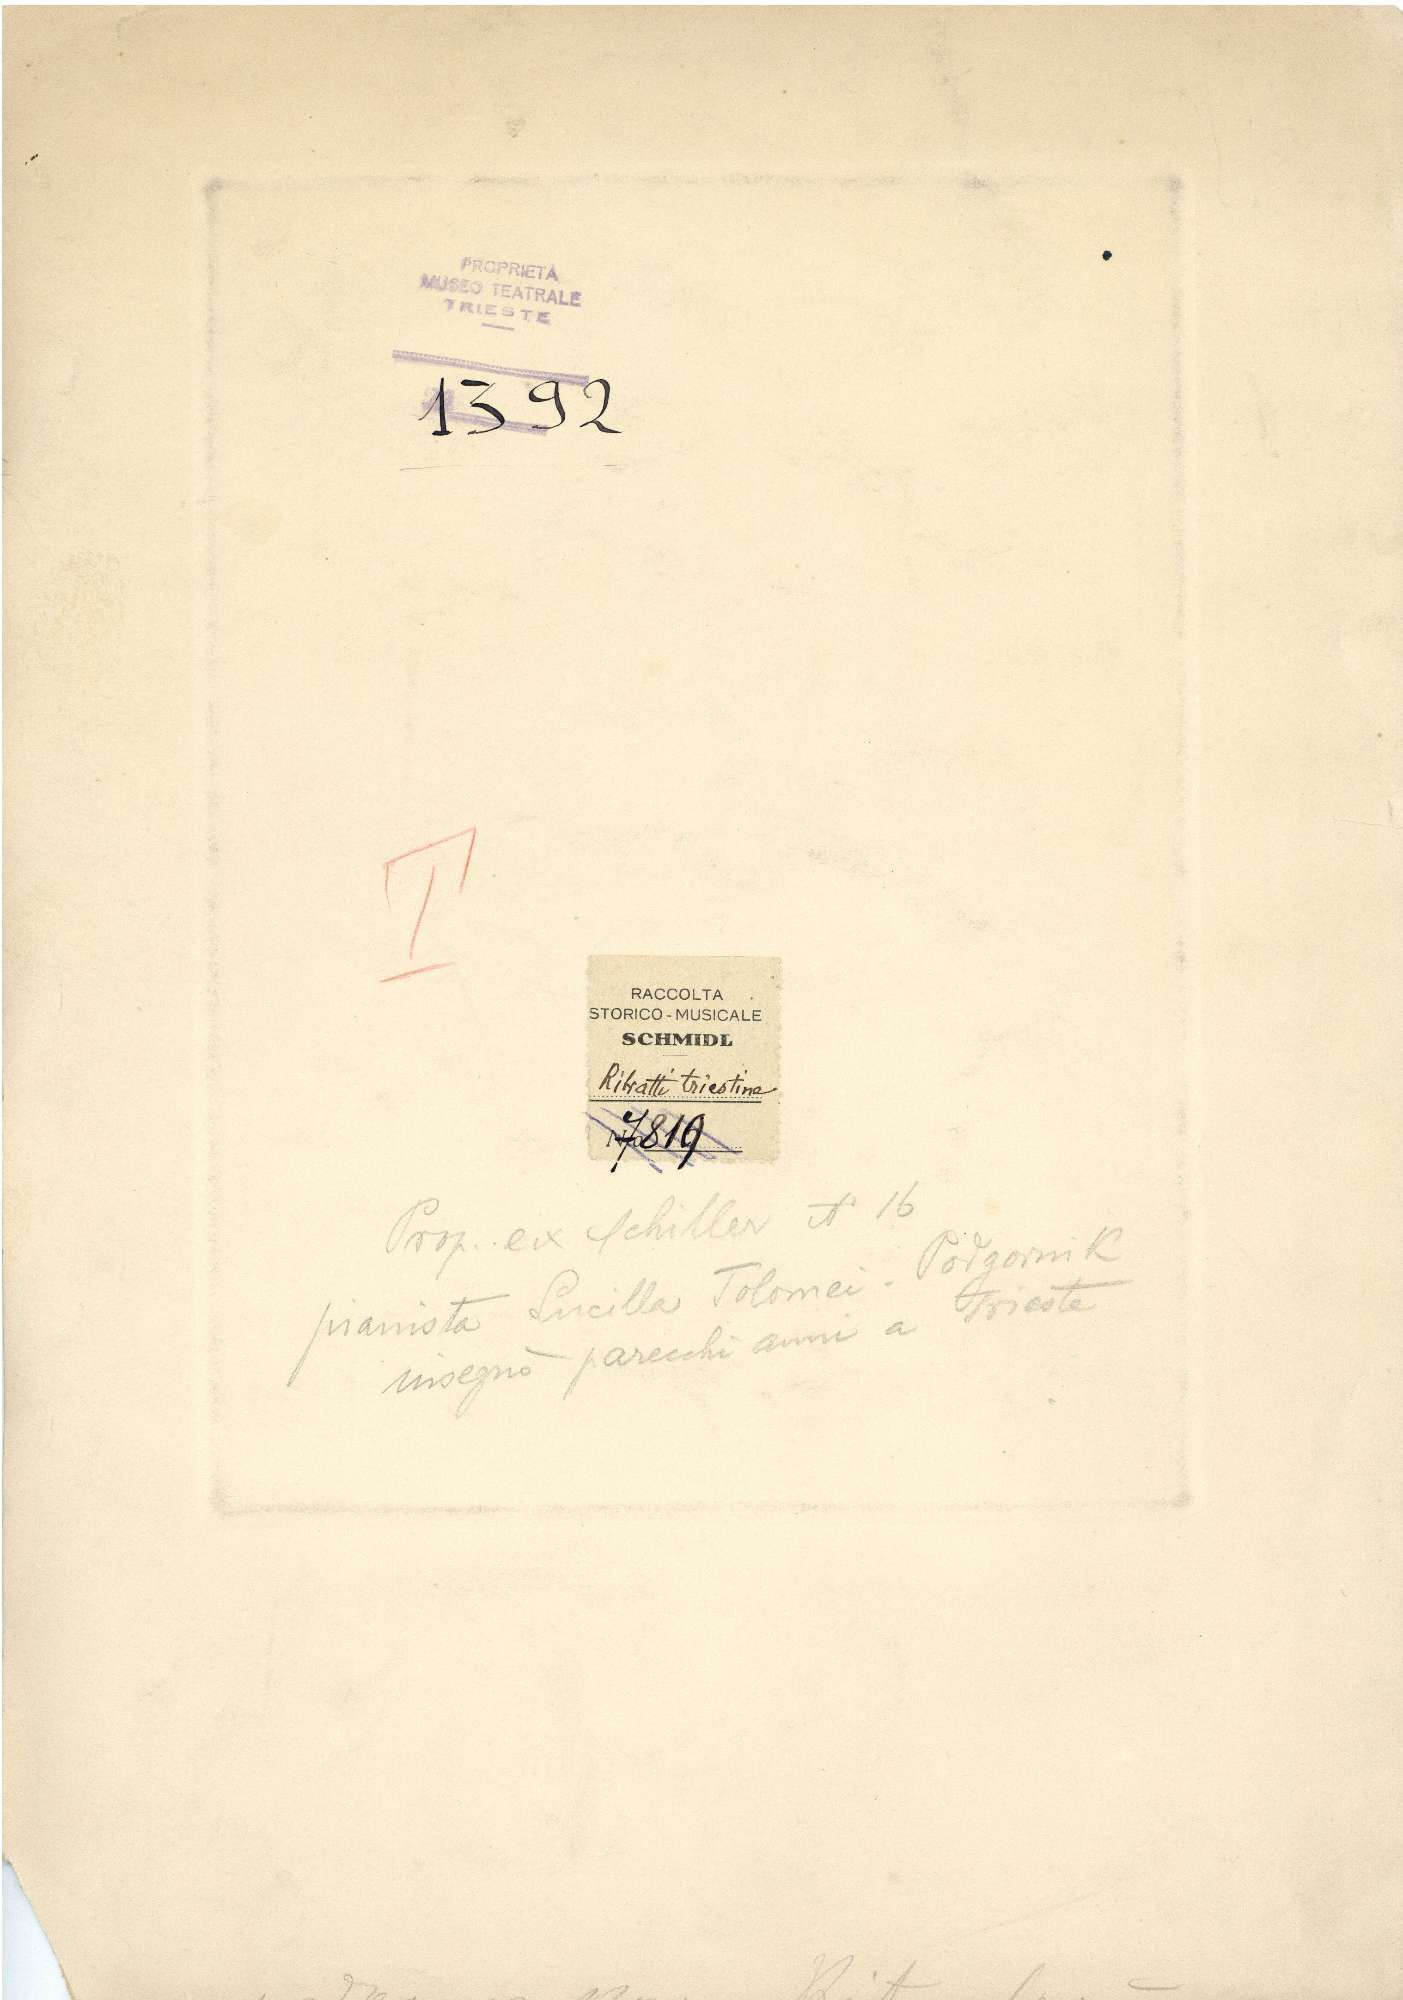 PROPRIETÀ
MUSEO TEATRALE
TRIESTE
1392
T
RACCOLTA
STORICO-MUSICALE
SCHMIDL
Ritratti triestine
7819
Prop. ex Schiller N 16
pianista Lucilla Tolomei - Podgornik
insegnò parecchi anni a Trieste